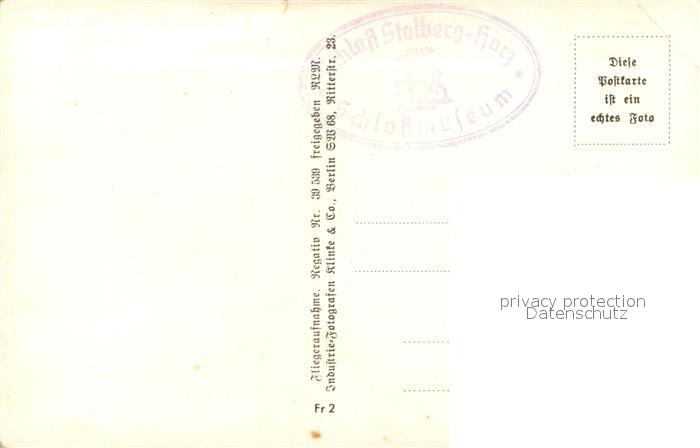 Schloß Stolberg-Harz
* Schloßmuseum *
Diese
Postkarte
ist ein
echtes Foto
Fliegeraufnahme. Negativ Nr. 39 539 freigegeben RLM.
Industrie-Fotografen Klinke & Co., Berlin SW 68, Ritterstr. 23.
Fr 2
privacy protection
Datenschutz